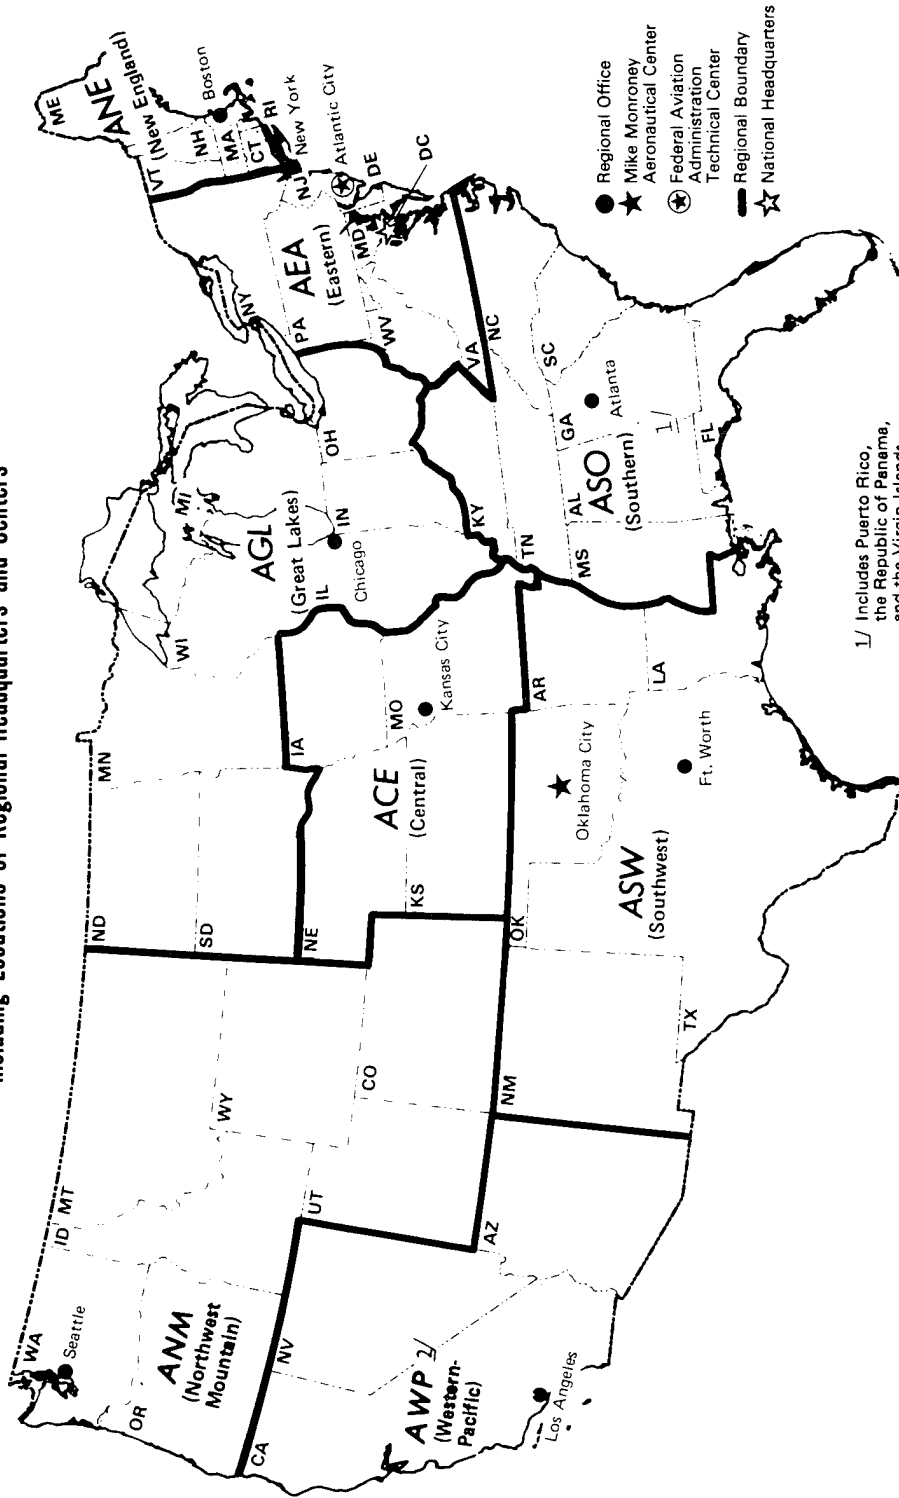 Including Locations of Regional Headquarters and Centers
WA
Seattle
OR
ANM
(Northwest
Mountain)
ID
MT
WY
CA
NV
UT
CO
AWP 2/
(Western-
Pacific)
Los Angeles
AZ
NM
ND
SD
NE
KS
MN
IA
MO
ACE
(Central)
Kansas City
OK
TX
ASW
(Southwest)
Oklahoma City
Ft. Worth
AR
LA
WI
MI
AGL
(Great Lakes)
IL
IN
OH
Chicago
KY
TN
MS
AL
GA
SC
NC
ASO
(Southern)
1/
Atlanta
FL
ME
ANE
(New England)
VT
NH
MA
CT
RI
Boston
New York
NY
PA
NJ
AEA
(Eastern)
Atlantic City
DE
MD
DC
WV
VA
Regional Office
Mike Monroney
Aeronautical Center
Federal Aviation
Administration
Technical Center
Regional Boundary
National Headquarters
1/ Includes Puerto Rico,
the Republic of Panama,
and the Virgin Islands